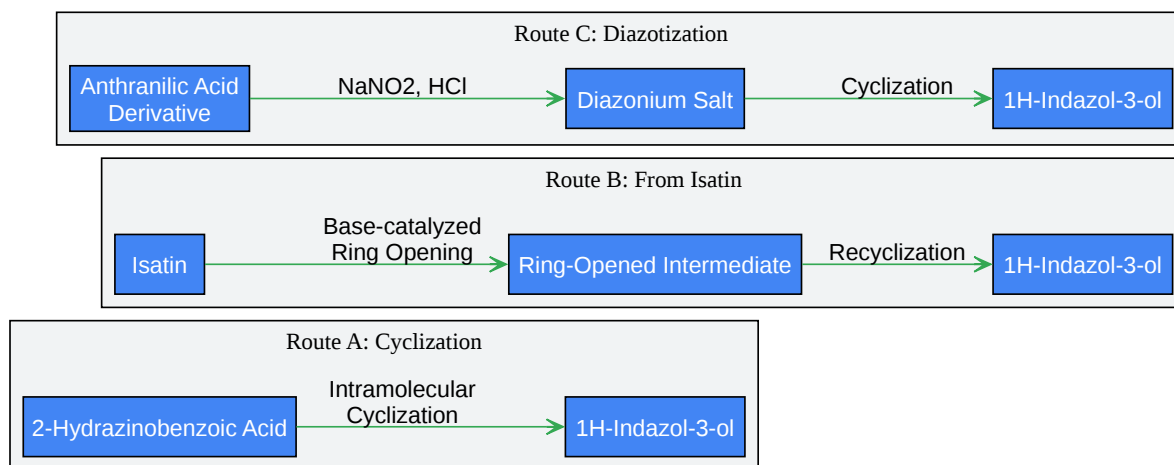 Route C: Diazotization
Anthranilic Acid
Derivative
NaNO2, HCl
Diazonium Salt
Cyclization
1H-Indazol-3-ol
Route B: From Isatin
Isatin
Base-catalyzed
Ring Opening
Ring-Opened Intermediate
Recyclization
1H-Indazol-3-ol
Route A: Cyclization
2-Hydrazinobenzoic Acid
Intramolecular
Cyclization
1H-Indazol-3-ol